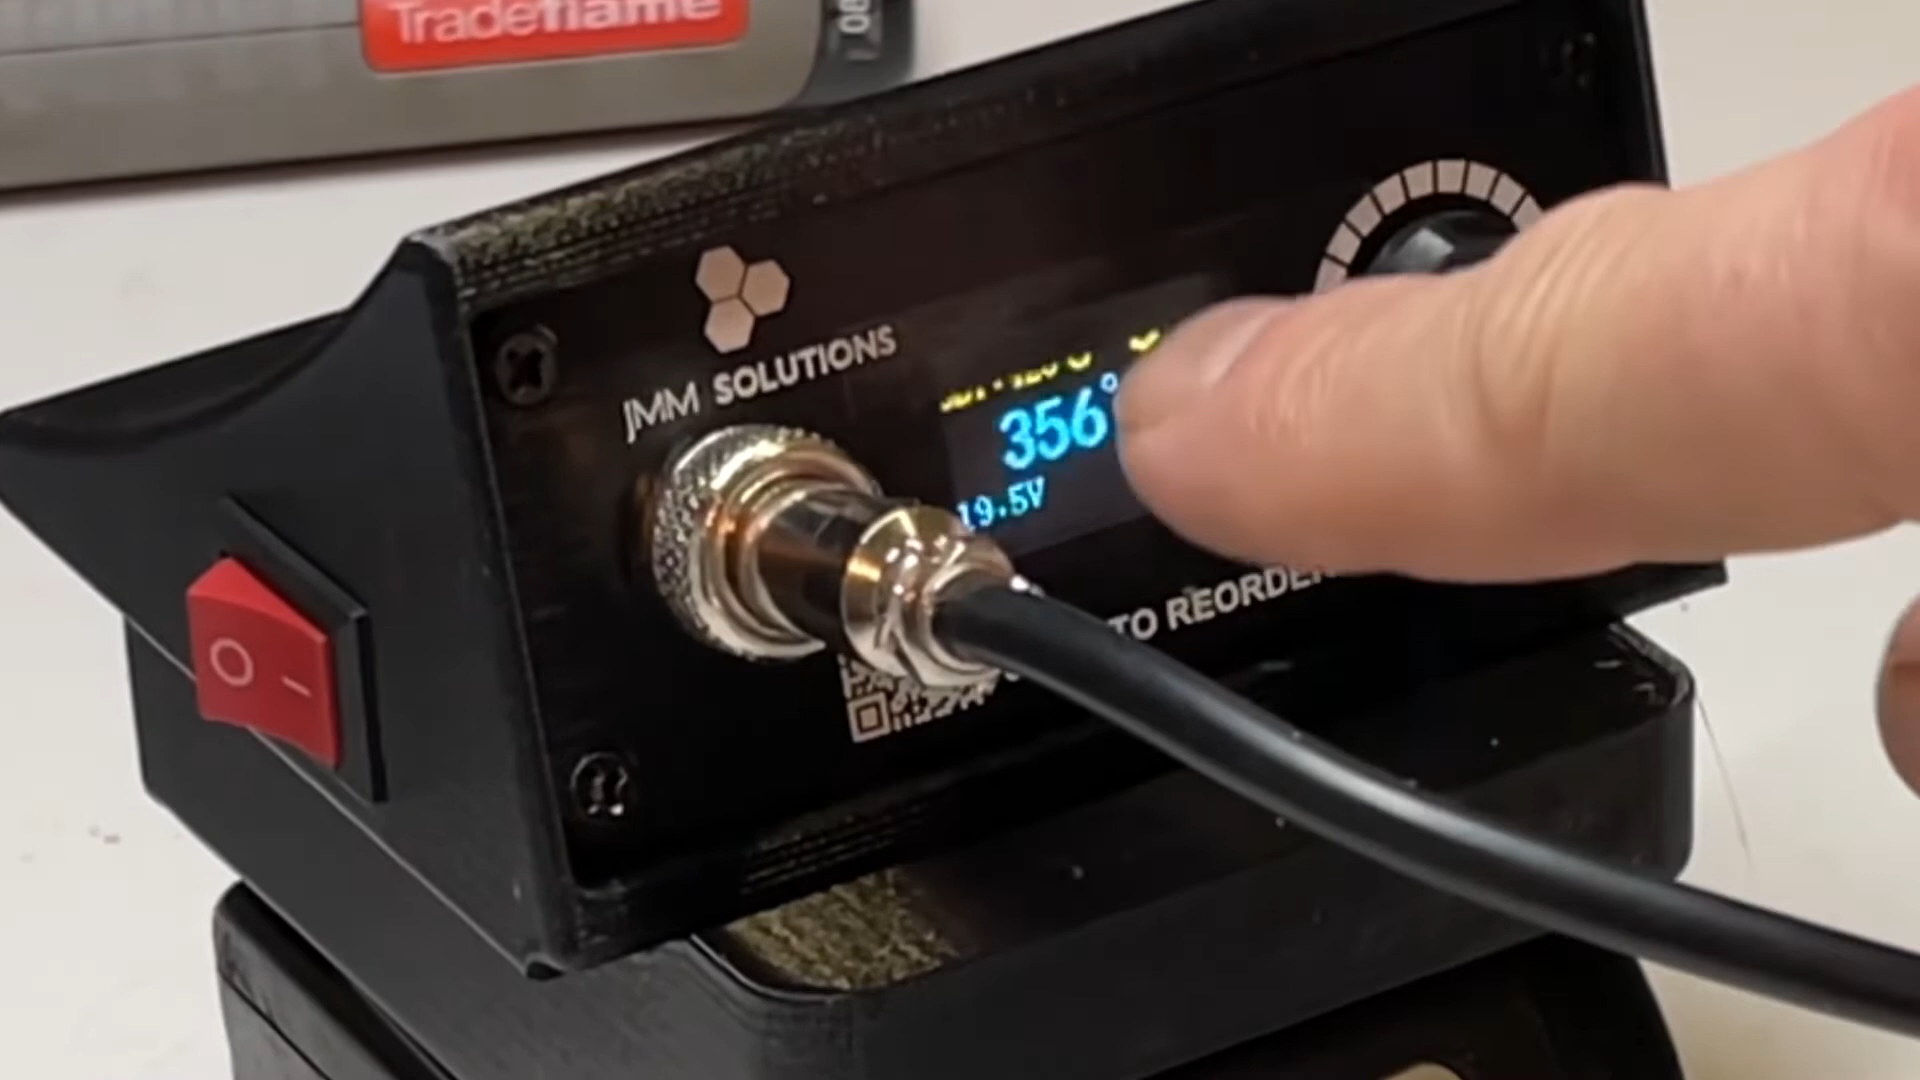 Tradeflame
JMM SOLUTIONS
356°
19.5V
TO REORDER